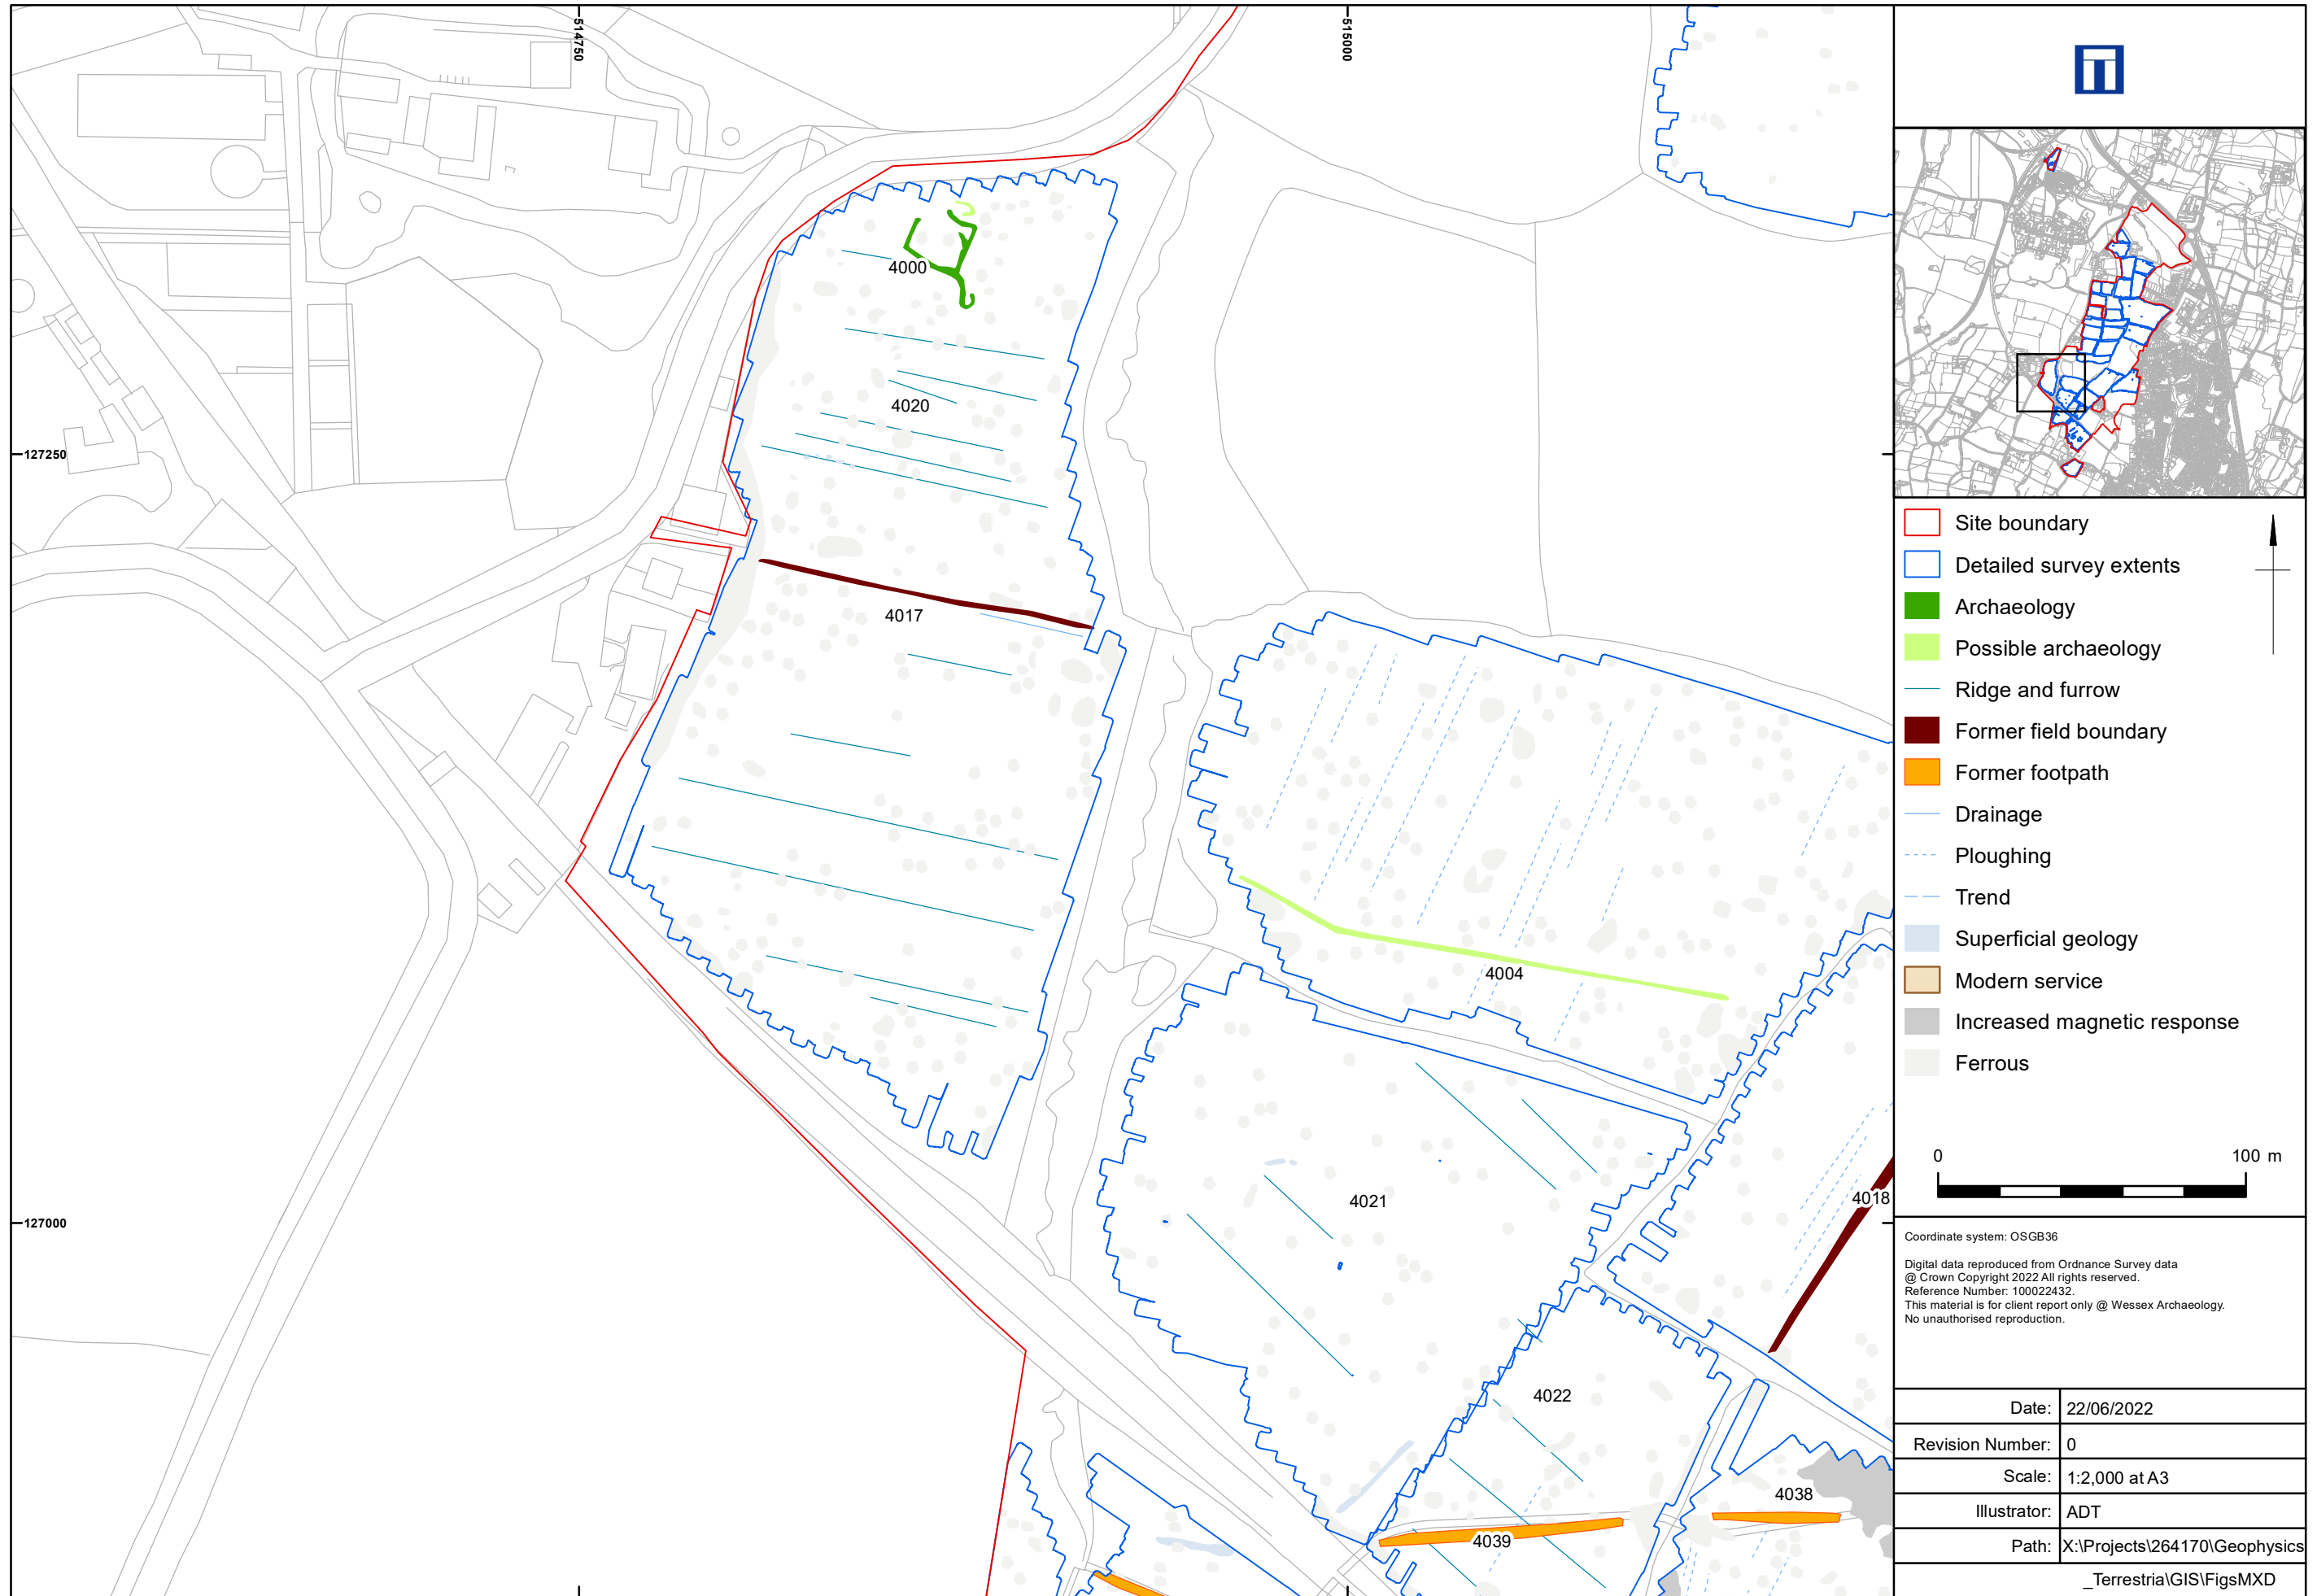 514750
515000
4000
4020
127250
4017
4004
4021
127000
4018
4022
4038
4039
Site boundary
Detailed survey extents
Archaeology
Possible archaeology
Ridge and furrow
Former field boundary
Former footpath
Drainage
Ploughing
Trend
Superficial geology
Modern service
Increased magnetic response
Ferrous
0 100 m
Coordinate system: OSGB36
Digital data reproduced from Ordnance Survey data
@ Crown Copyright 2022 All rights reserved.
Reference Number: 100022432.
This material is for client report only @ Wessex Archaeology.
No unauthorised reproduction.
Date: 22/06/2022
Revision Number: 0
Scale: 1:2,000 at A3
Illustrator: ADT
Path: X:\Projects\264170\Geophysics
_Terrestria\GIS\FigsMXD